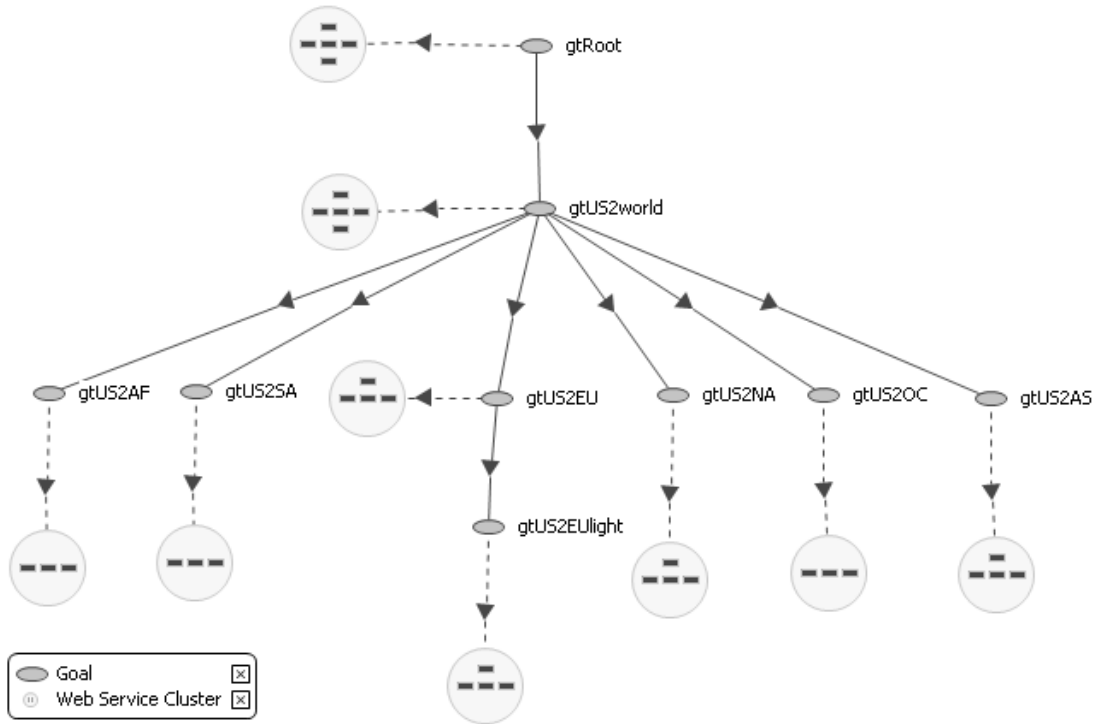 gtRoot
gtUS2world
gtUS2AF
gtUS2SA
gtUS2EU
gtUS2NA
gtUS2OC
gtUS2AS
gtUS2EUlight
Goal
Web Service Cluster